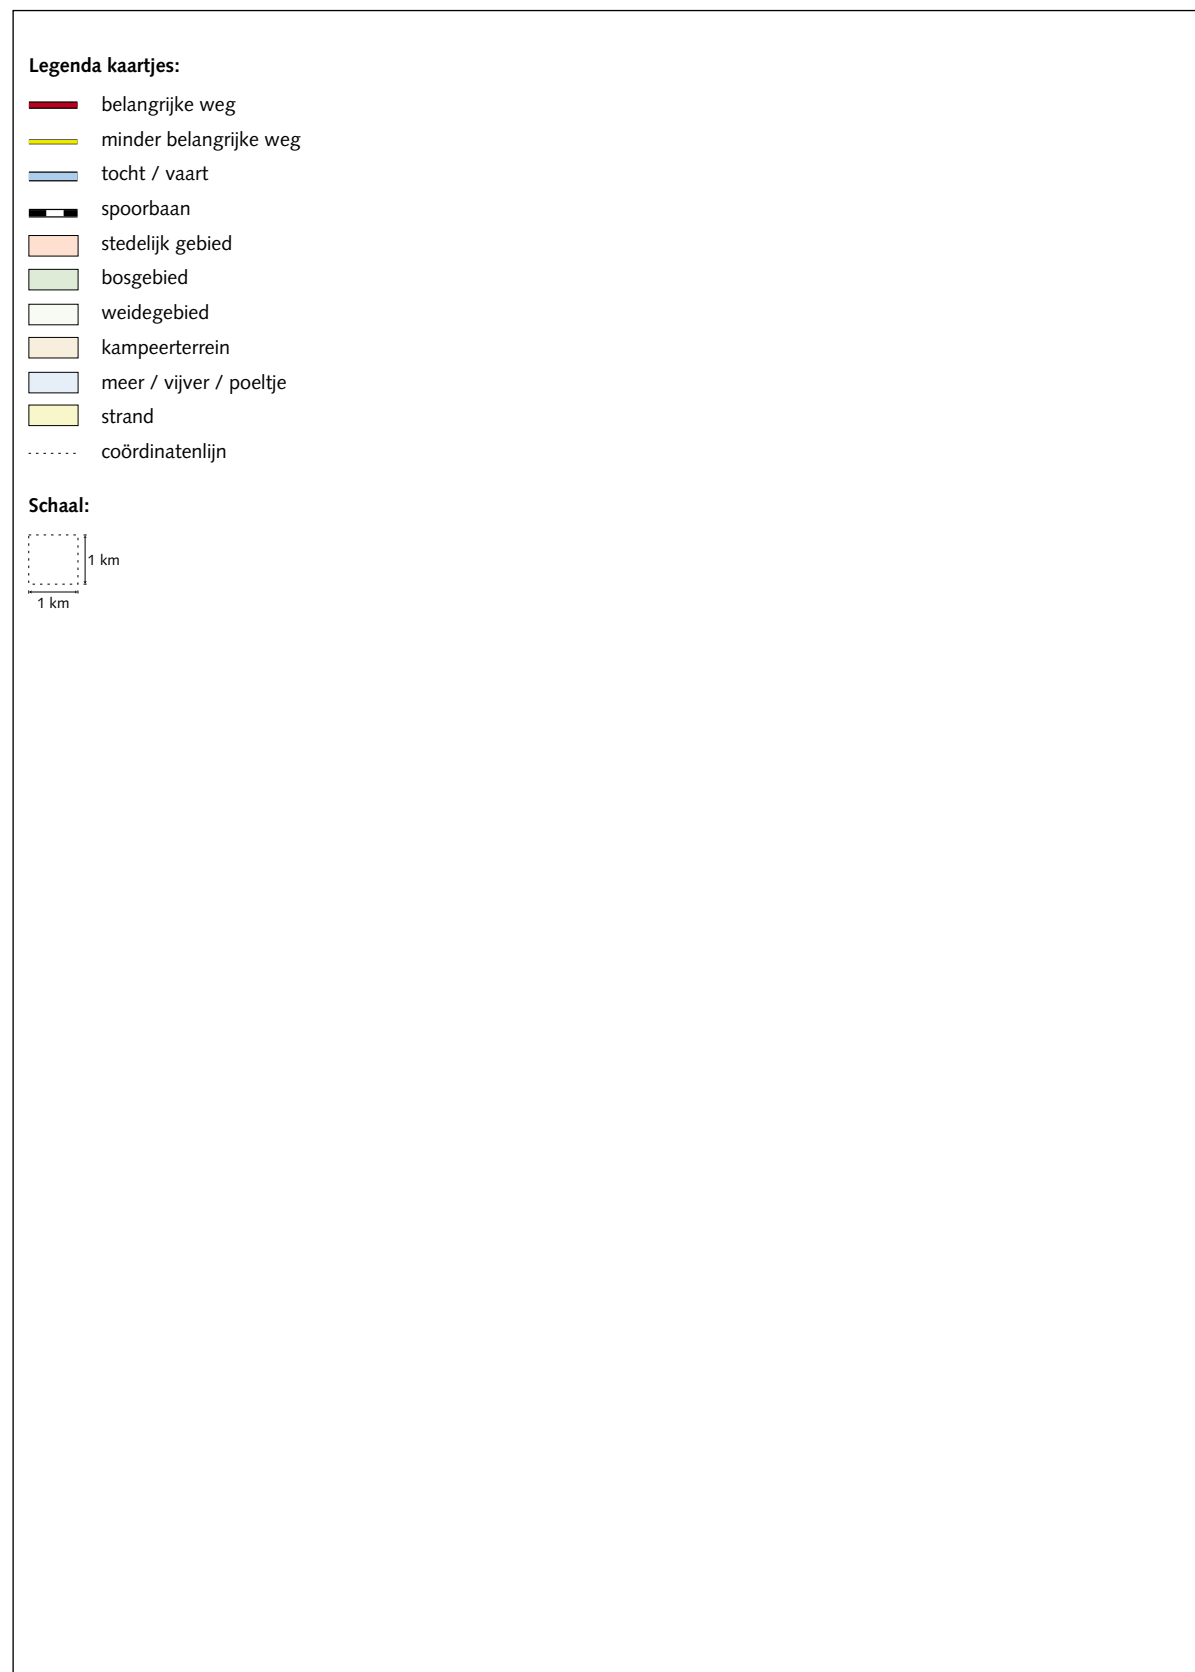 Legenda kaartjes:
belangrijke weg
minder belangrijke weg
tocht / vaart
spoorbaan
stedelijk gebied
bosgebied
weidegebied
kampeerterrein
meer / vijver / poeltje
strand
coördinatenlijn
Schaal:
1 km
1 km